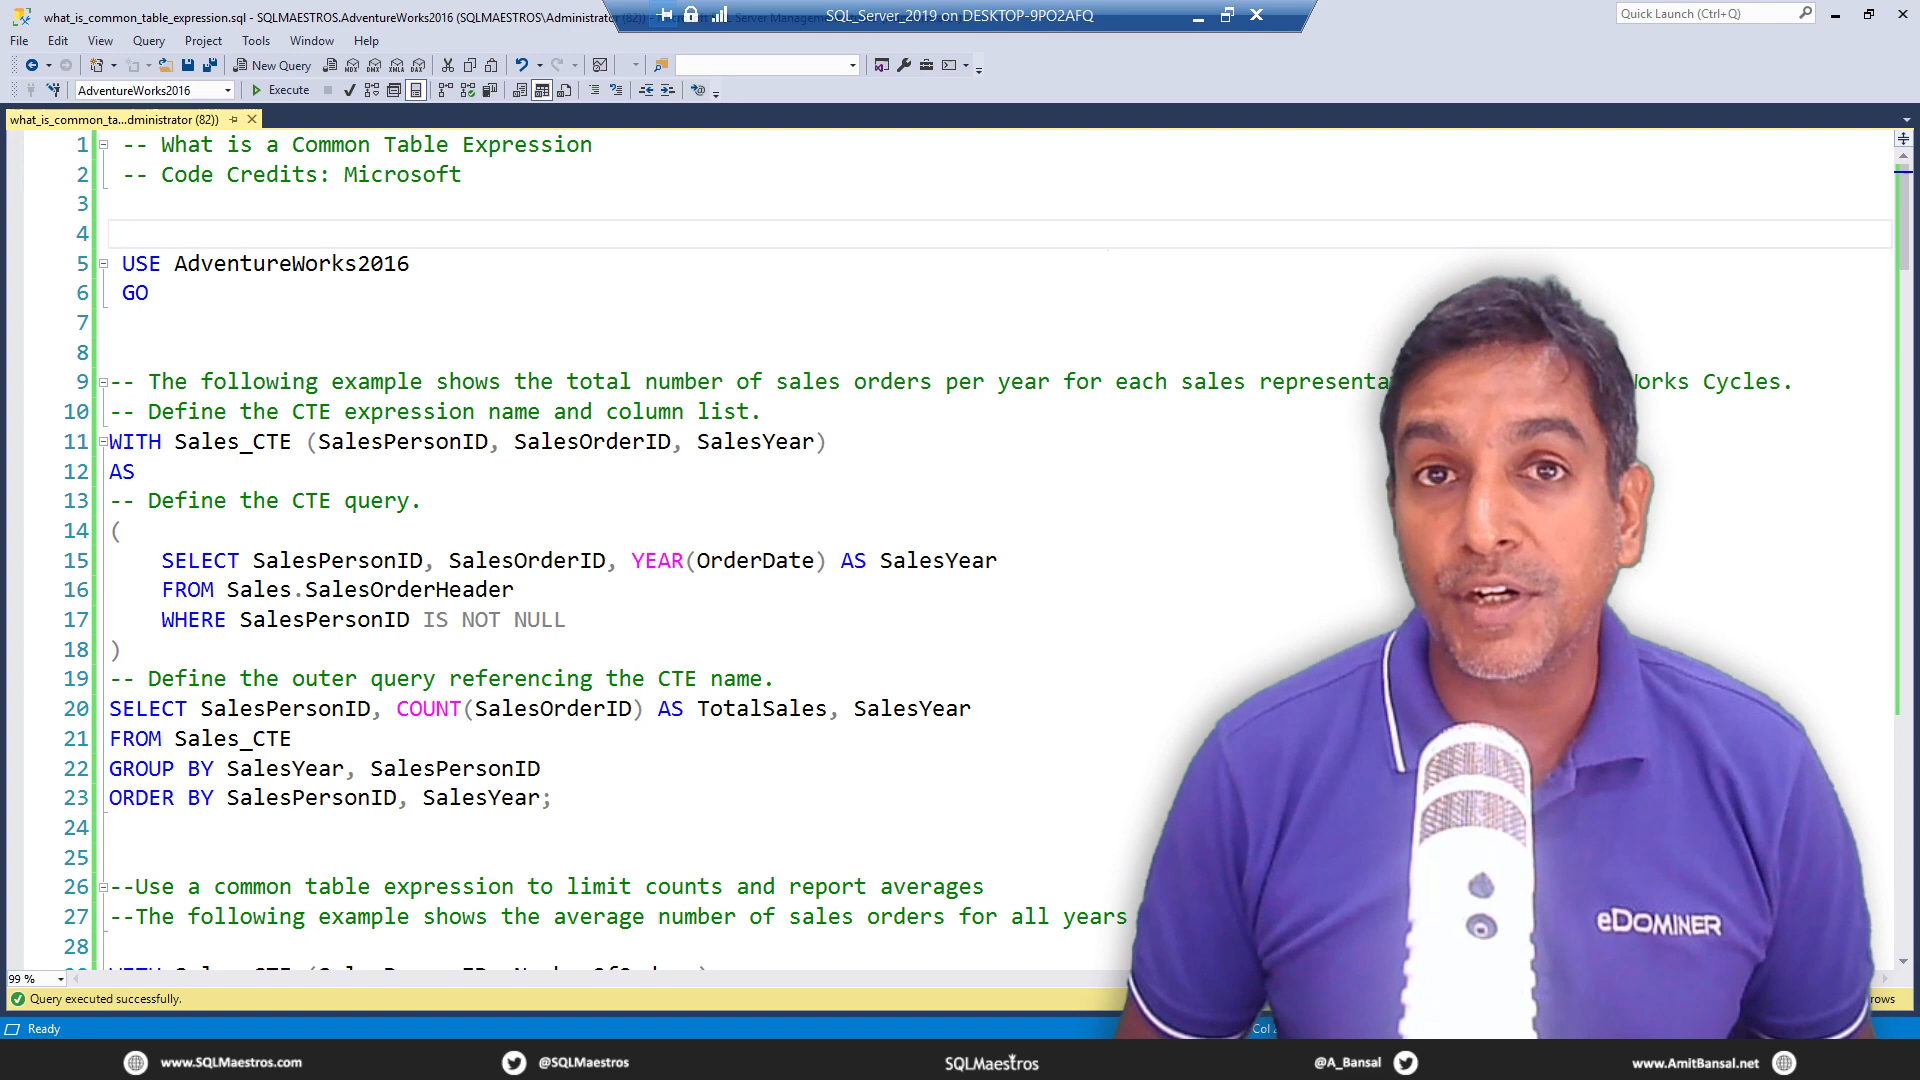 what_is_common_table_expression.sql - SQLMAESTROS.AdventureWorks2016 (SQLMAESTROS\Administrator (82))
SQL_Server_2019 on DESKTOP-9PO2AFQ
Quick Launch (Ctrl+Q)
File Edit View Query Project Tools Window Help
New Query
AdventureWorks2016 Execute
what_is_common_ta...dministrator (82))
1 -- What is a Common Table Expression
2 -- Code Credits: Microsoft
3
4
5 USE AdventureWorks2016
6 GO
7
8
9 -- The following example shows the total number of sales orders per year for each sales Cycles.
10 -- Define the CTE expression name and column list.
11 WITH Sales_CTE (SalesPersonID, SalesOrderID, SalesYear)
12 AS
13 -- Define the CTE query.
14 (
15 SELECT SalesPersonID, SalesOrderID, YEAR(OrderDate) AS SalesYear
16 FROM Sales.SalesOrderHeader
17 WHERE SalesPersonID IS NOT NULL
18 )
19 -- Define the outer query referencing the CTE name.
20 SELECT SalesPersonID, COUNT(SalesOrderID) AS TotalSales, SalesYear
21 FROM Sales_CTE
22 GROUP BY SalesYear, SalesPersonID
23 ORDER BY SalesPersonID, SalesYear;
24
25
26 --Use a common table expression to limit counts and report averages
27 --The following example shows the average number of sales orders for all years
28
eDOMINER
99 %
Query executed successfully. rows
Ready Col
www.SQLMaestros.com @SQLMaestros SQLMaestros @A_Bansal www.AmitBansal.net